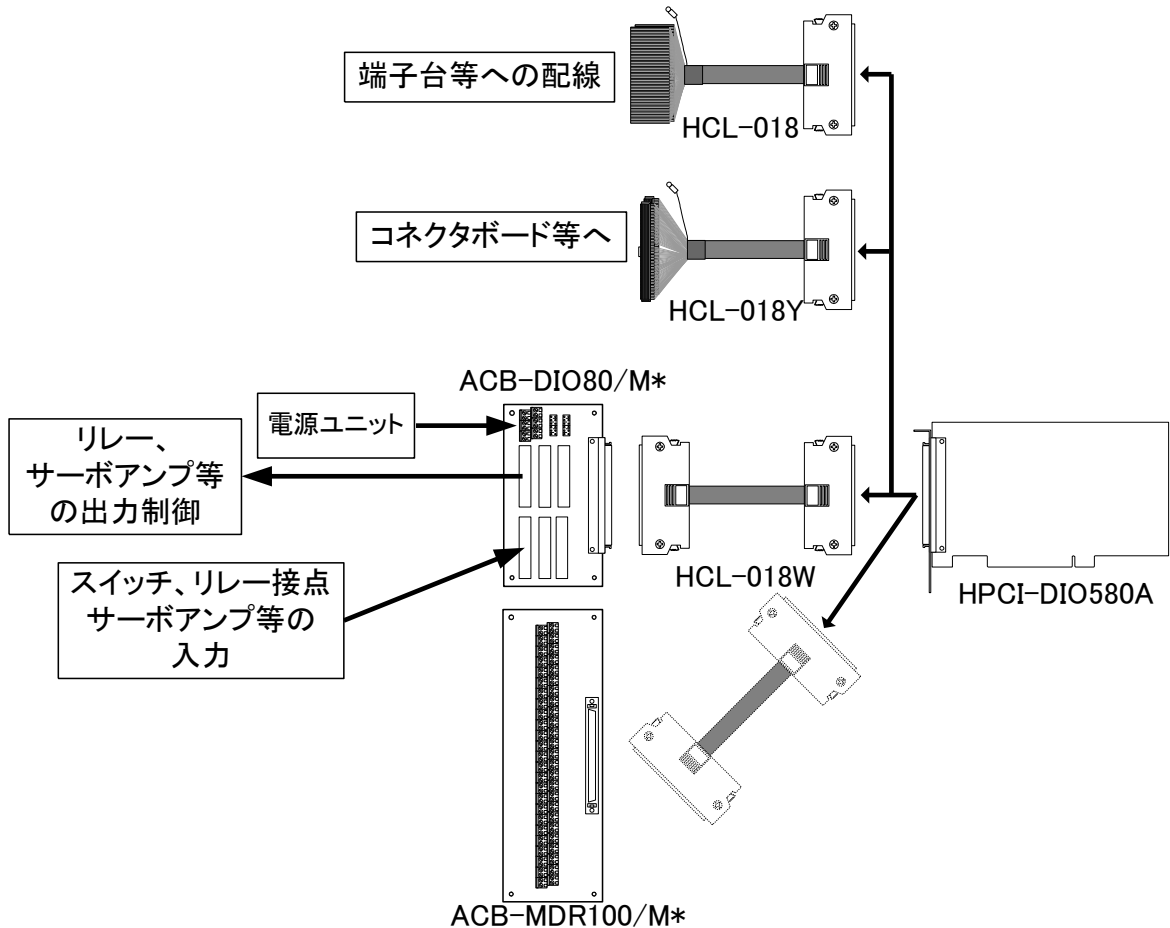 端子台等への配線
HCL-018
コネクタボード等へ
HCL-018Y
ACB-DIO80/M*
電源ユニット
リレー、
サーボアンプ等
の出力制御
スイッチ、リレー接点
サーボアンプ等の
入力
HCL-018W
HPCI-DIO580A
ACB-MDR100/M*